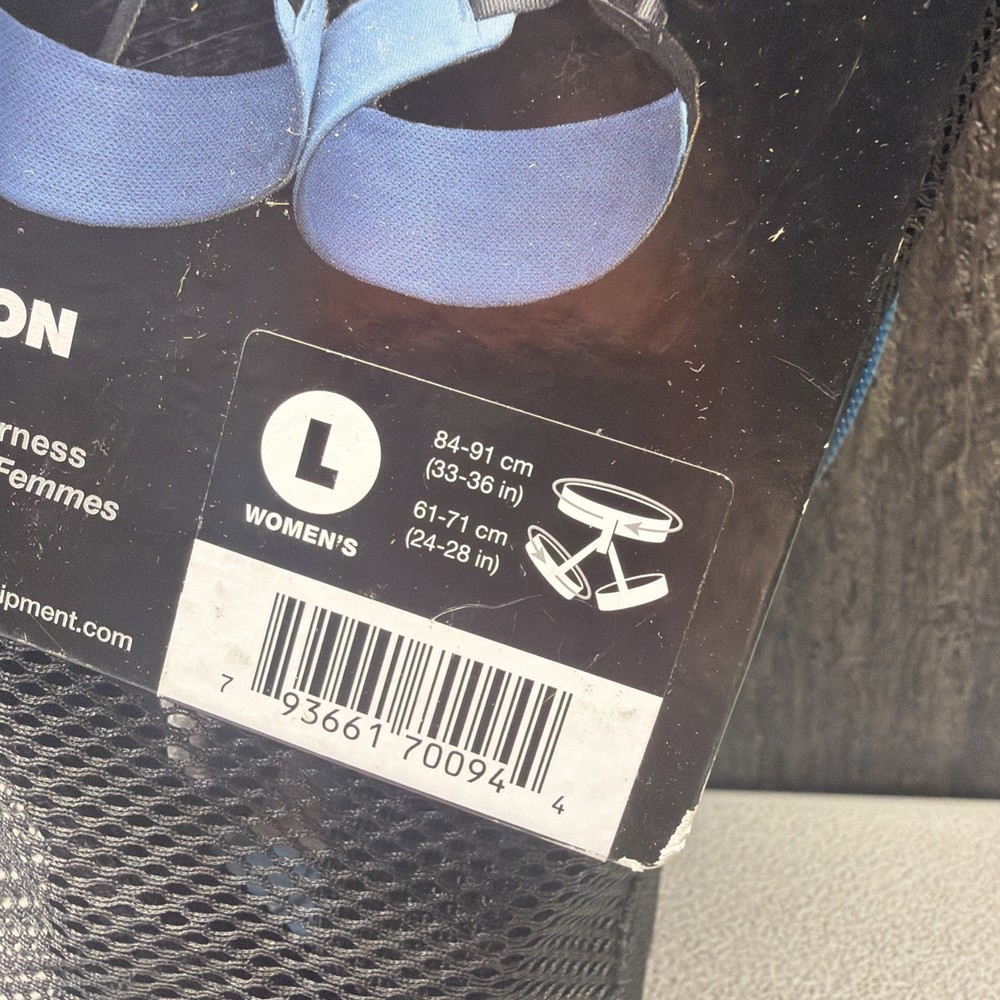 ON
rness
Femmes
ipment.com
L
WOMEN'S
84-91 cm
(33-36 in)
61-71 cm
(24-28 in)
7 93661 70094 4